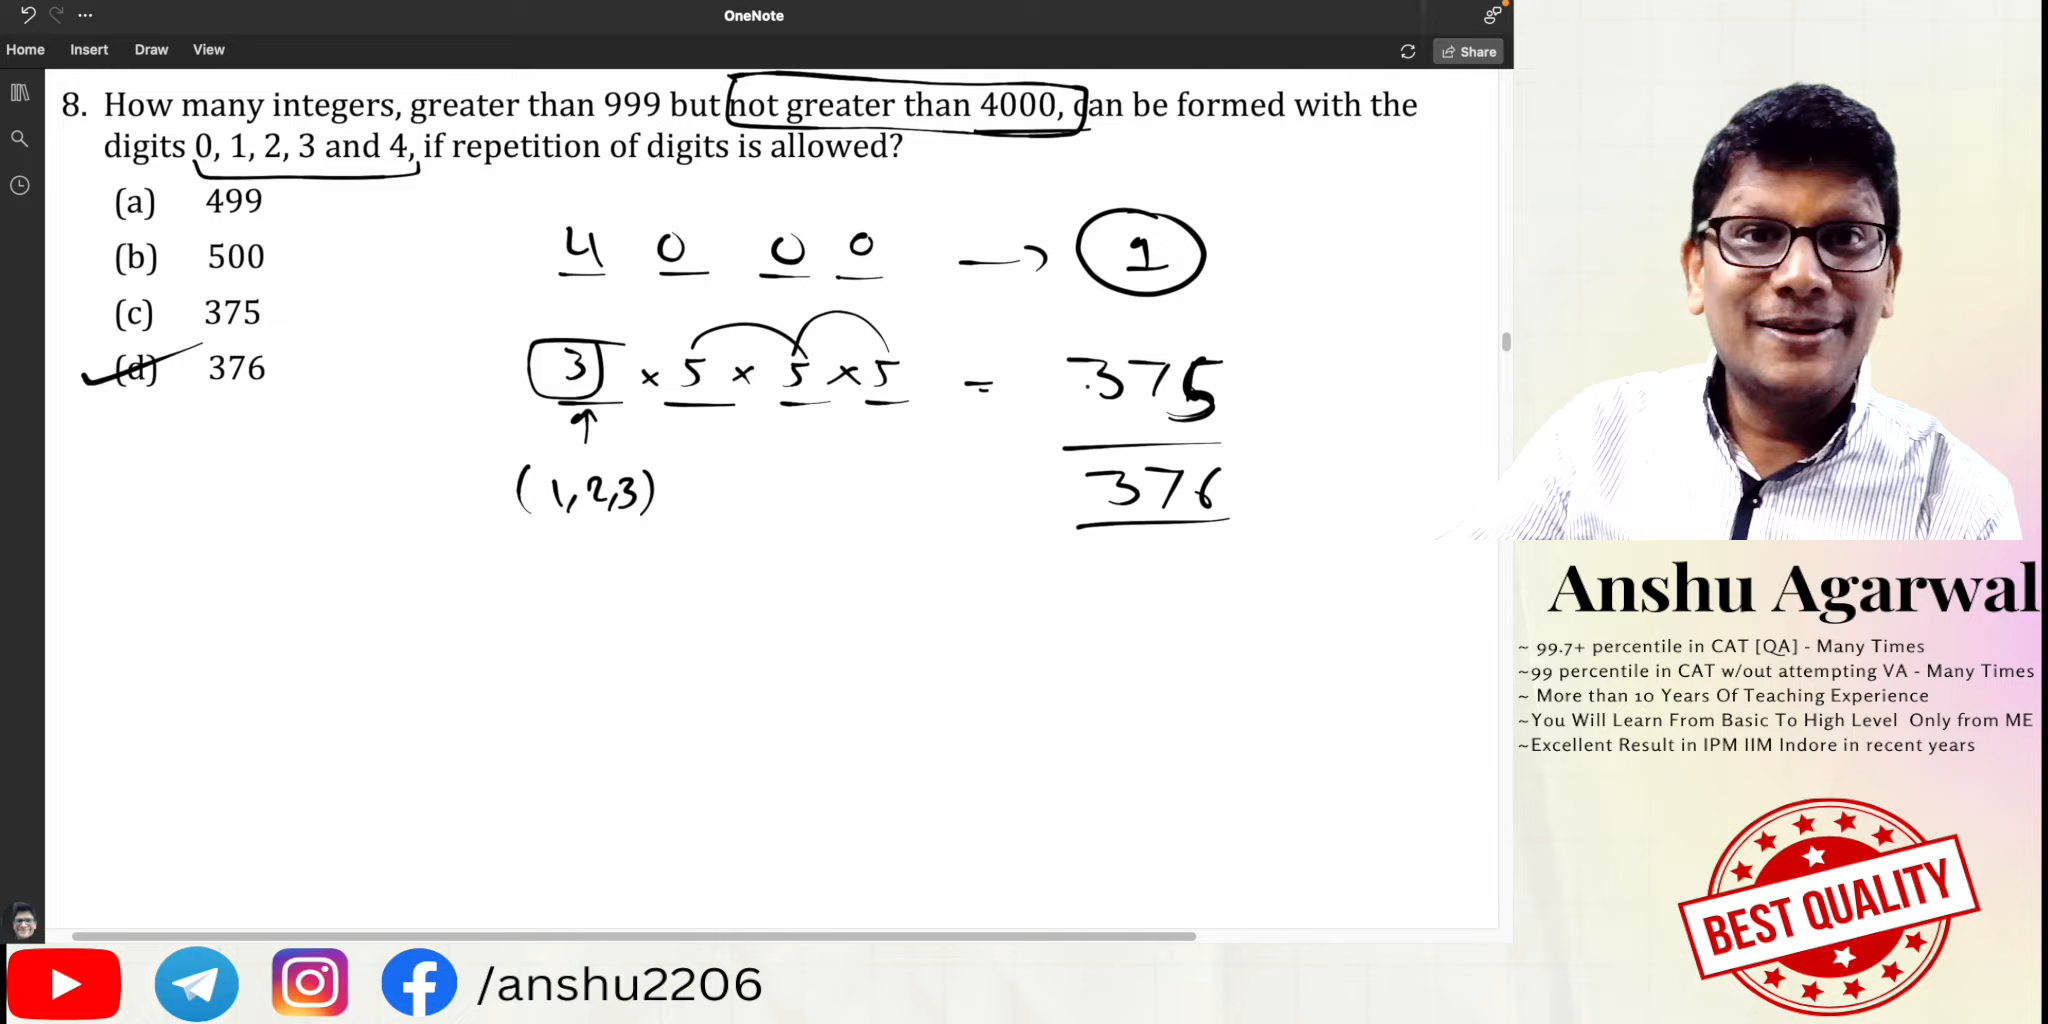 OneNote
Home Insert Draw View
Share
8. How many integers, greater than 999 but not greater than 4000, can be formed with the
digits 0, 1, 2, 3 and 4, if repetition of digits is allowed?
(a) 499
(b) 500
(c) 375
(d) 376
4 0 0 0 → 1
3 × 5 × 5 × 5 = 375
(1,2,3)
376
Anshu Agarwal
~ 99.7+ percentile in CAT [QA] - Many Times
~99 percentile in CAT w/out attempting VA - Many Times
~ More than 10 Years Of Teaching Experience
~You Will Learn From Basic To High Level Only from ME
~Excellent Result in IPM IIM Indore in recent years
BEST QUALITY
/anshu2206